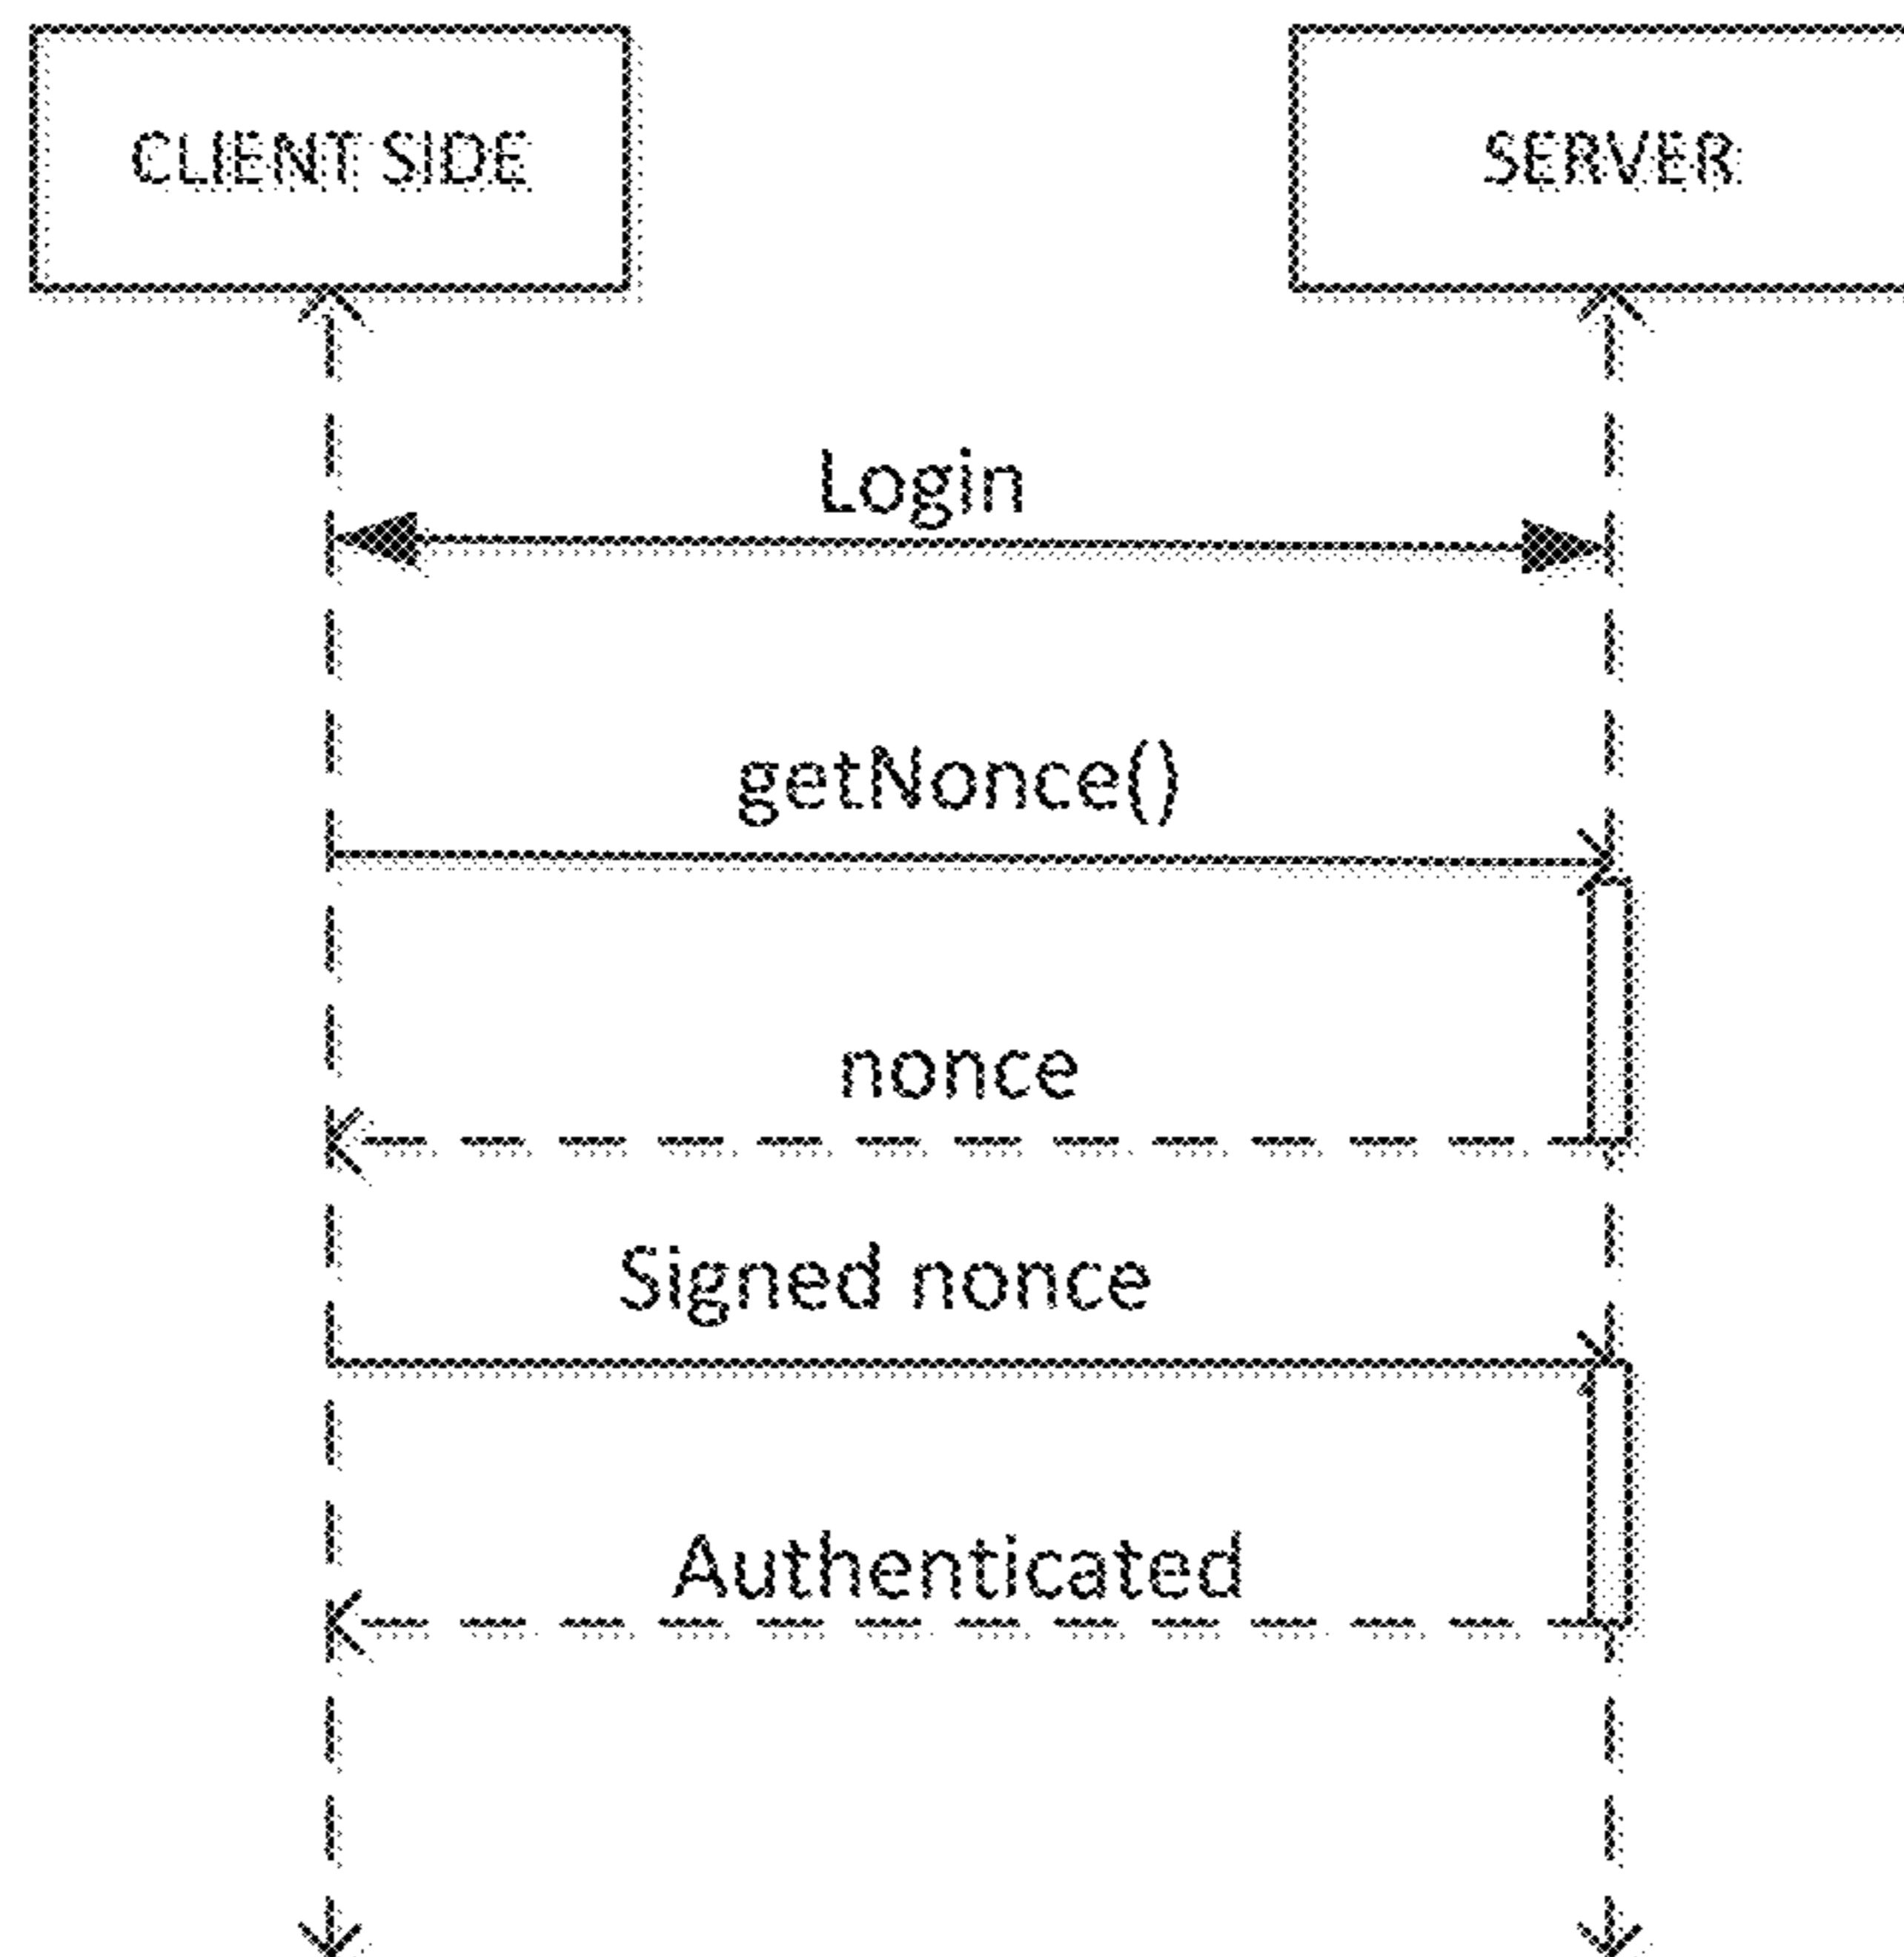 CLIENT SIDE
SERVER
Login
getNonce()
nonce
Signed nonce
Authenticated